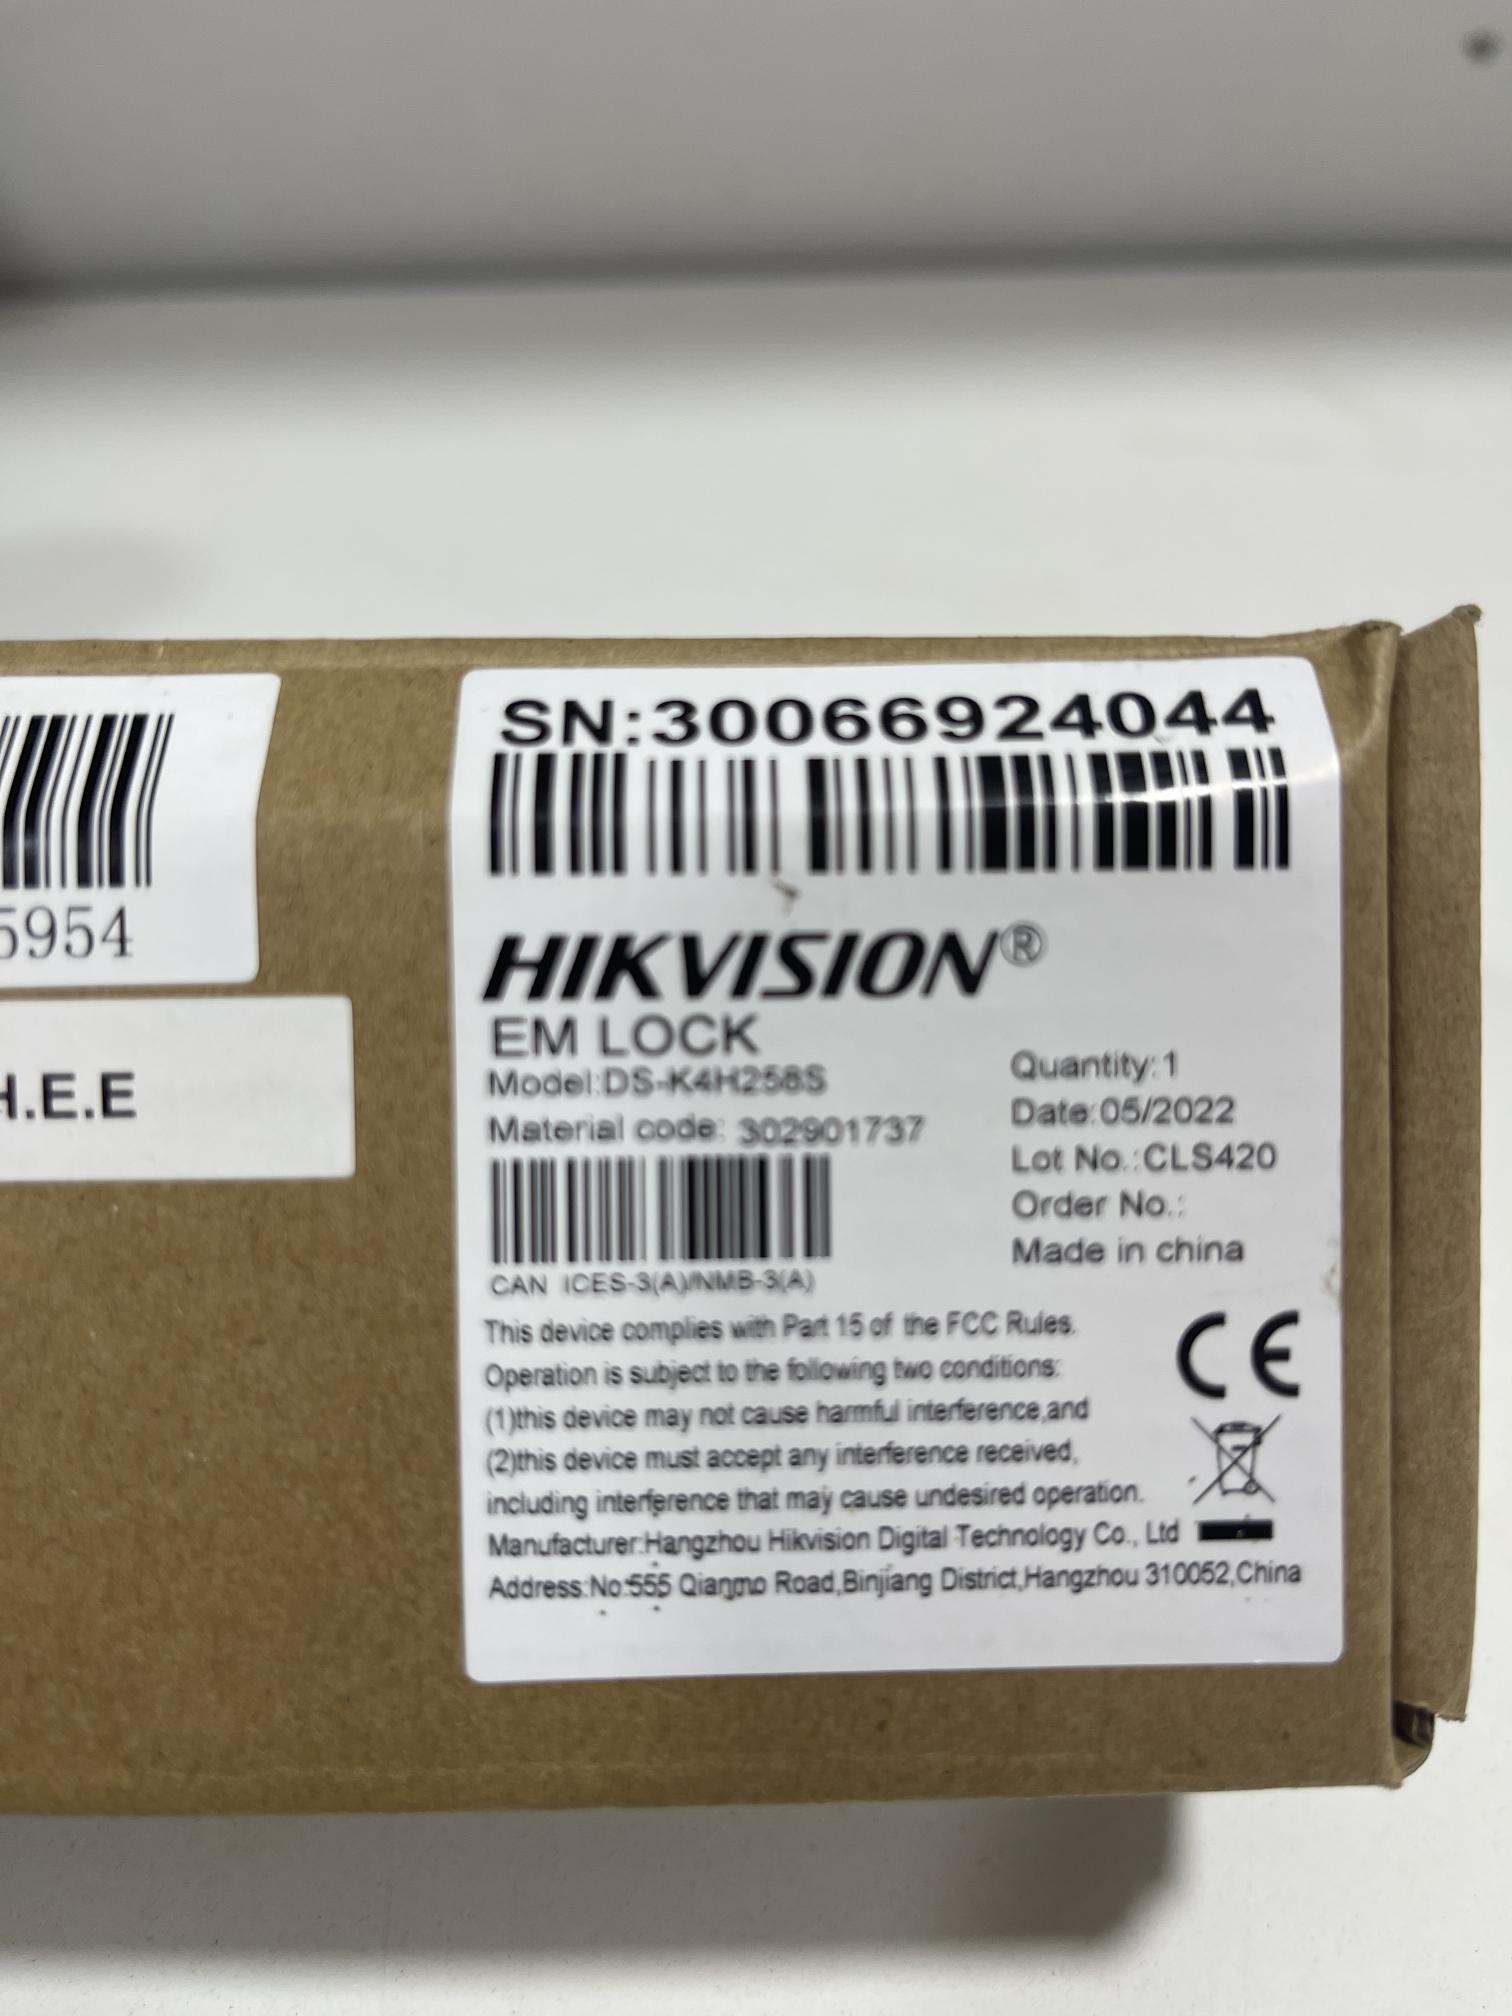 5954
H.E.E
SN:30066924044
HIKVISION®
EM LOCK
Model:DS-K4H258S
Material code: 302901737
Quantity:1
Date:05/2022
Lot No.:CLS420
Order No.:
Made in china
CAN ICES-3(A)/NMB-3(A)
This device complies with Part 15 of the FCC Rules.
Operation is subject to the following two conditions:
(1)this device may not cause harmful interference,and
(2)this device must accept any interference received,
including interference that may cause undesired operation.
Manufacturer:Hangzhou Hikvision Digital Technology Co., Ltd
Address:No.555 Qianmo Road,Binjiang District,Hangzhou 310052,China
CE